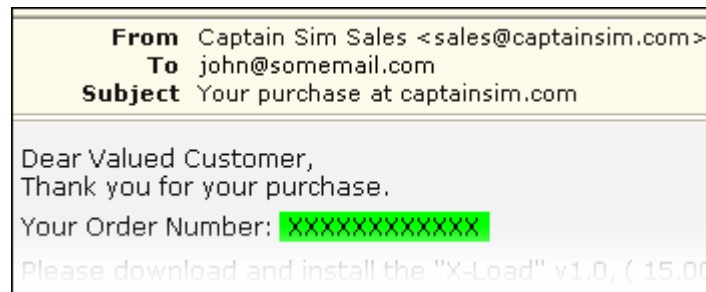 From Captain Sim Sales <sales@captainsim.com>
To john@somemail.com
Subject Your purchase at captainsim.com
Dear Valued Customer,
Thank you for your purchase.
Your Order Number: XXXXXXXXXXXX
Please download and install the "X-Load" v1.0, ( 15.00